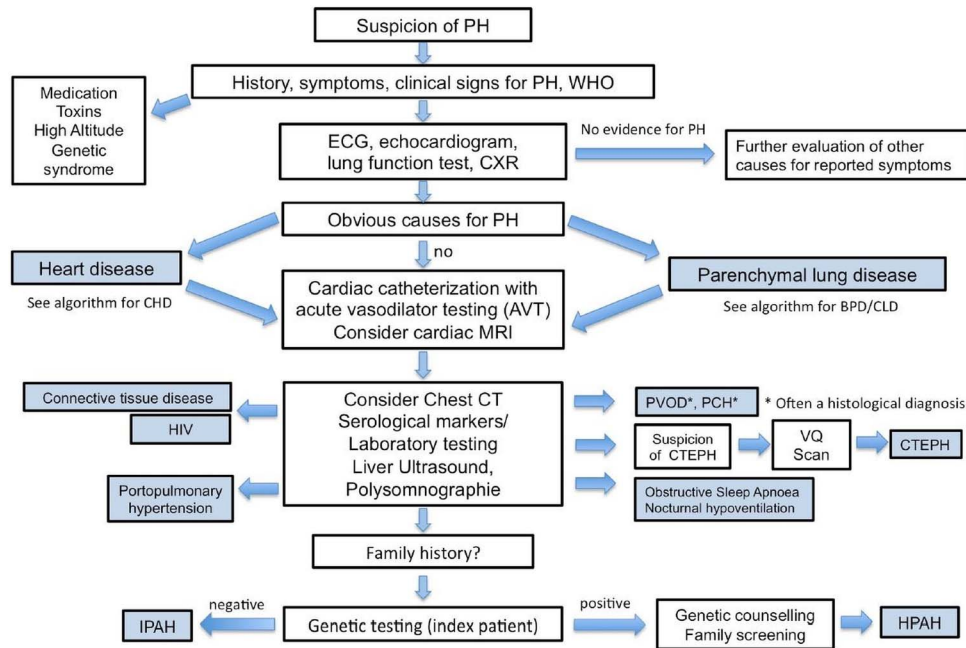 Suspicion of PH
History, symptoms, clinical signs for PH, WHO
Medication
Toxins
High Altitude
Genetic
syndrome
ECG, echocardiogram,
lung function test, CXR
No evidence for PH
Further evaluation of other
causes for reported symptoms
Obvious causes for PH
no
Heart disease
See algorithm for CHD
Parenchymal lung disease
See algorithm for BPD/CLD
Cardiac catheterization with
acute vasodilator testing (AVT)
Consider cardiac MRI
Connective tissue disease
HIV
Portopulmonary
hypertension
Consider Chest CT
Serological markers/
Laboratory testing
Liver Ultrasound,
Polysomnographie
PVOD*, PCH*
* Often a histological diagnosis
Suspicion
of CTEPH
VQ
Scan
CTEPH
Obstructive Sleep Apnoea
Nocturnal hypoventilation
Family history?
IPAH
negative
Genetic testing (index patient)
positive
Genetic counselling
Family screening
HPAH